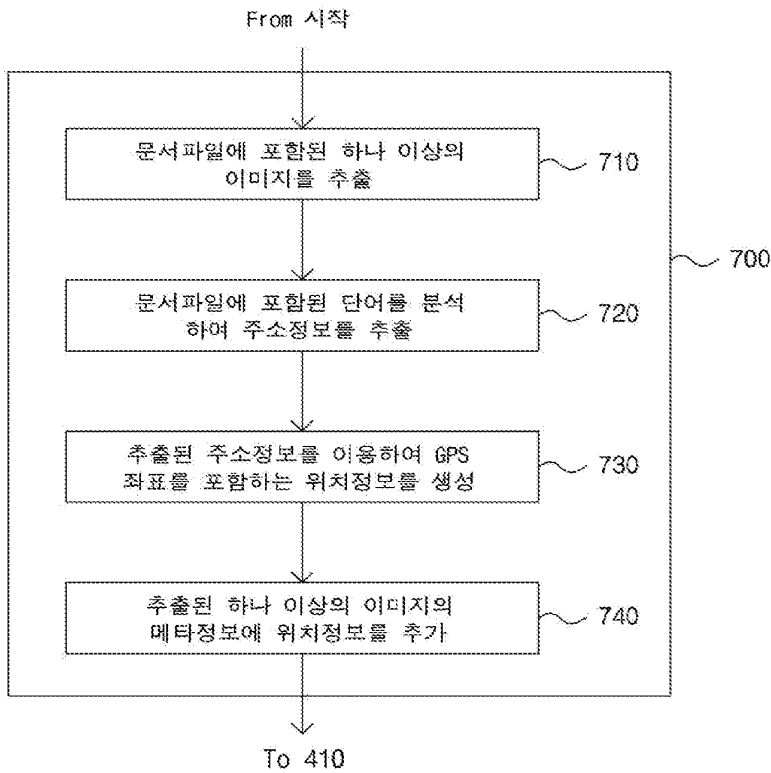 From 시작
문서파일에 포함된 하나 이상의
이미지를 추출
710
700
문서파일에 포함된 단어를 분석
하여 주소정보를 추출
720
추출된 주소정보를 이용하여 GPS
좌표를 포함하는 위치정보를 생성
730
추출된 하나 이상의 이미지의
메타정보에 위치정보를 추가
740
To 410